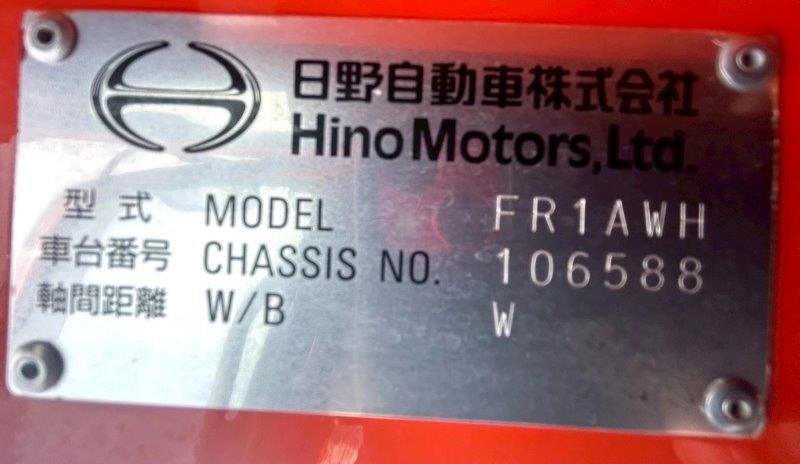 日野自動車株式会社
Hino Motors, Ltd.
型式 MODEL FR1AWH
車台番号 CHASSIS NO. 106588
軸間距離 W/B W